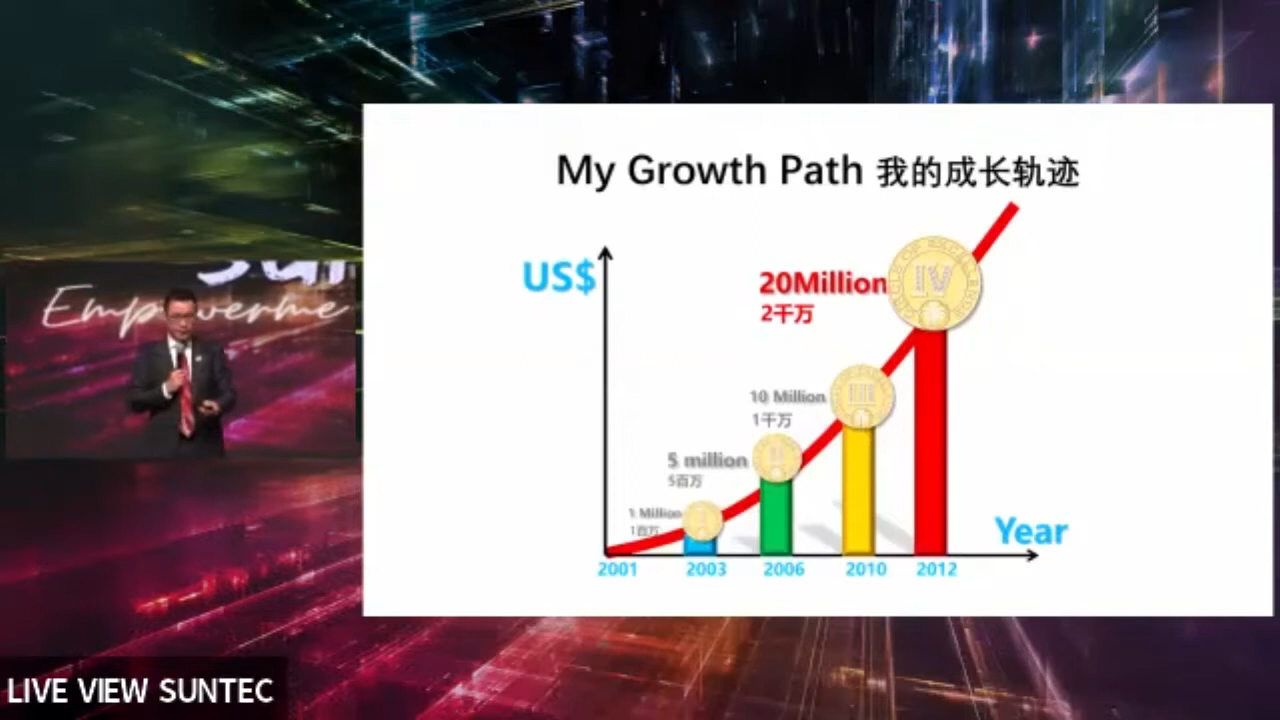 My Growth Path 我的成长轨迹
US$
20Million
2千万
10 Million
1千万
5 million
5百万
1 Million
1百万
Year
2001 2003 2006 2010 2012
IV
Empowerme
LIVE VIEW SUNTEC